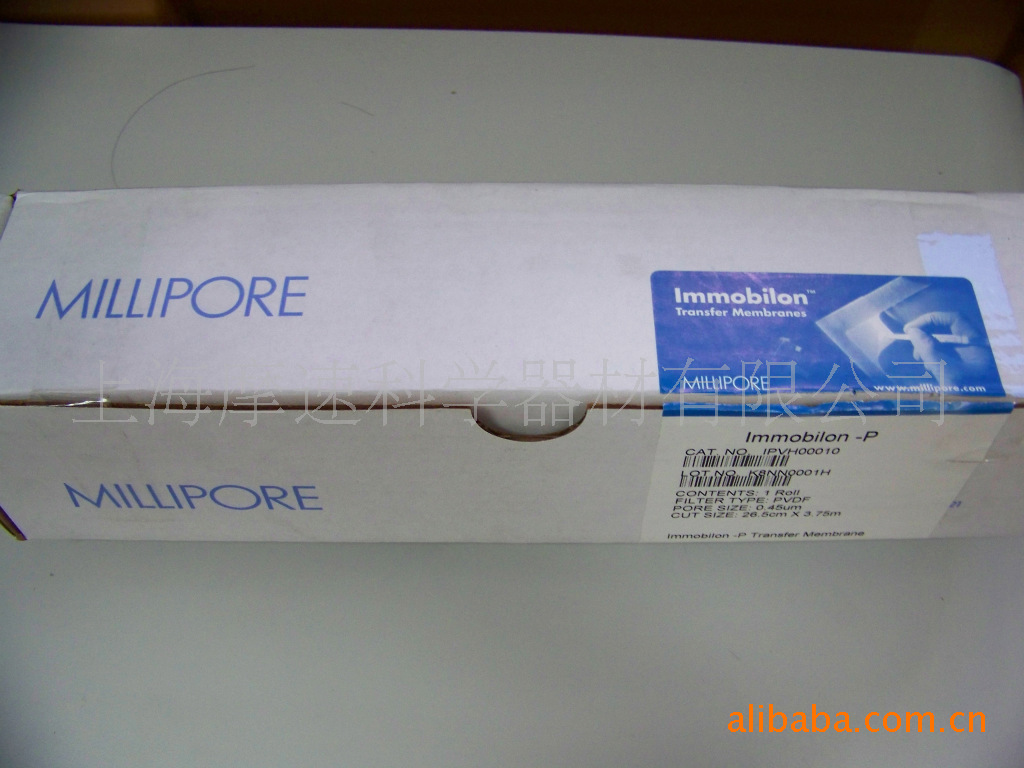 MILLIPORE
Immobilon™
Transfer Membranes
MILLIPORE
www.millipore.com
上海摩速科学器材有限公司
MILLIPORE
Immobilon -P
CAT. NO. IPVH00010
LOT NO. K8NN0001H
CONTENTS: 1 Roll
FILTER TYPE: PVDF
PORE SIZE: 0.45um
CUT SIZE: 26.5cm X 3.75m
Immobilon -P Transfer Membrane
21
alibaba.com.cn